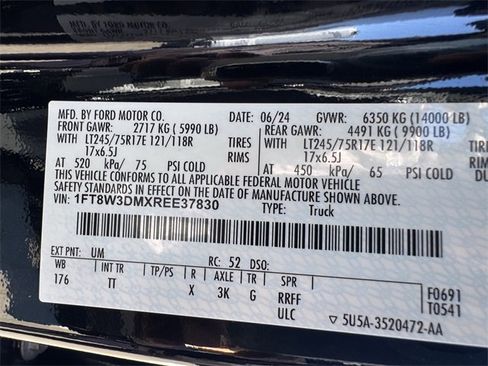 MFD. BY FORD MOTOR CO.
DATE: 06/24 GVWR: 6350 KG (14000 LB)
FRONT GAWR: 2717 KG (5990 LB) REAR GAWR: 4491 KG (9900 LB)
LT245/75R17E 121/118R TIRES LT245/75R17E 121/118R TIRES
17x6.5J RIMS 17x6.5J RIMS
AT 520 kPa/ 75 PSI COLD AT 450 kPa/ 65 PSI COLD
THIS VEHICLE CONFORMS TO ALL APPLICABLE FEDERAL MOTOR VEHICLE
SAFETY STANDARDS IN EFFECT ON THE DATE OF MANUFACTURE SHOWN ABOVE.
VIN: 1FT8W3DMXREE37830 TYPE: Truck
EXT PNT: UM RC: 52 DSO:
WB INT TR TP/PS R AXLE TR SPR
176 TT X 3K G RRFF
ULC
F0691
T0541
▽5U5A-3520472-AA